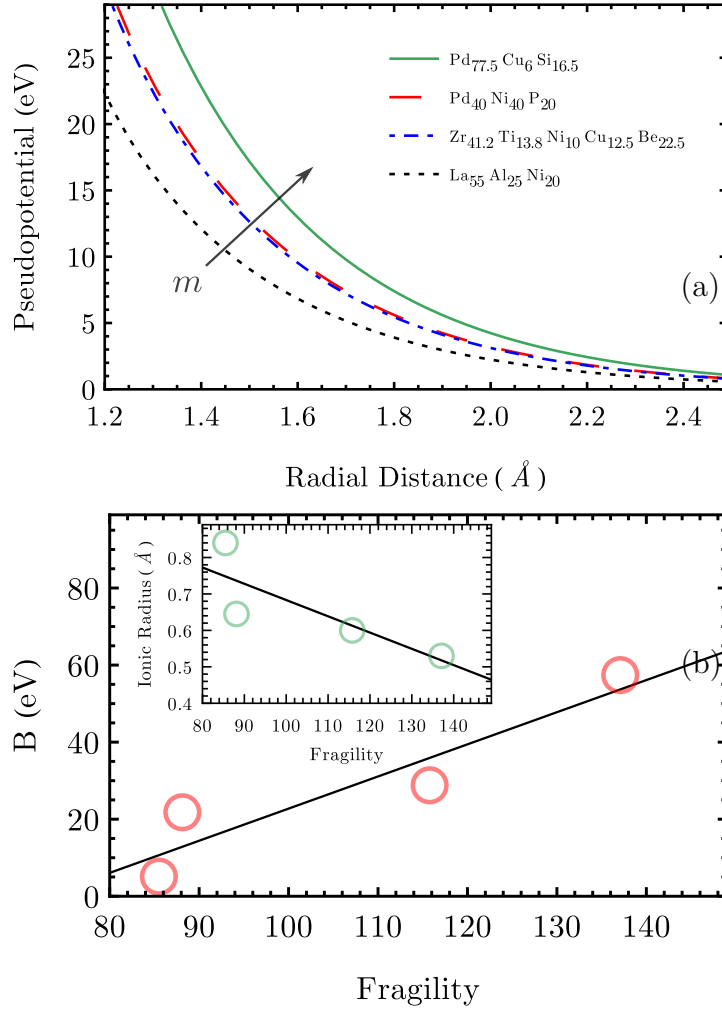 Pseudopotential (eV)
25
20
15
10
5
0
Pd77.5 Cu6 Si16.5
Pd40 Ni40 P20
Zr41.2 Ti13.8 Ni10 Cu12.5 Be22.5
La55 Al25 Ni20
m
(a)
1.2 1.4 1.6 1.8 2.0 2.2 2.4
Radial Distance ( Å )
B (eV)
80
60
40
20
0
Ionic Radius ( Å )
0.8
0.7
0.6
0.5
0.4
80 90 100 110 120 130 140
Fragility
(b)
80 90 100 110 120 130 140
Fragility